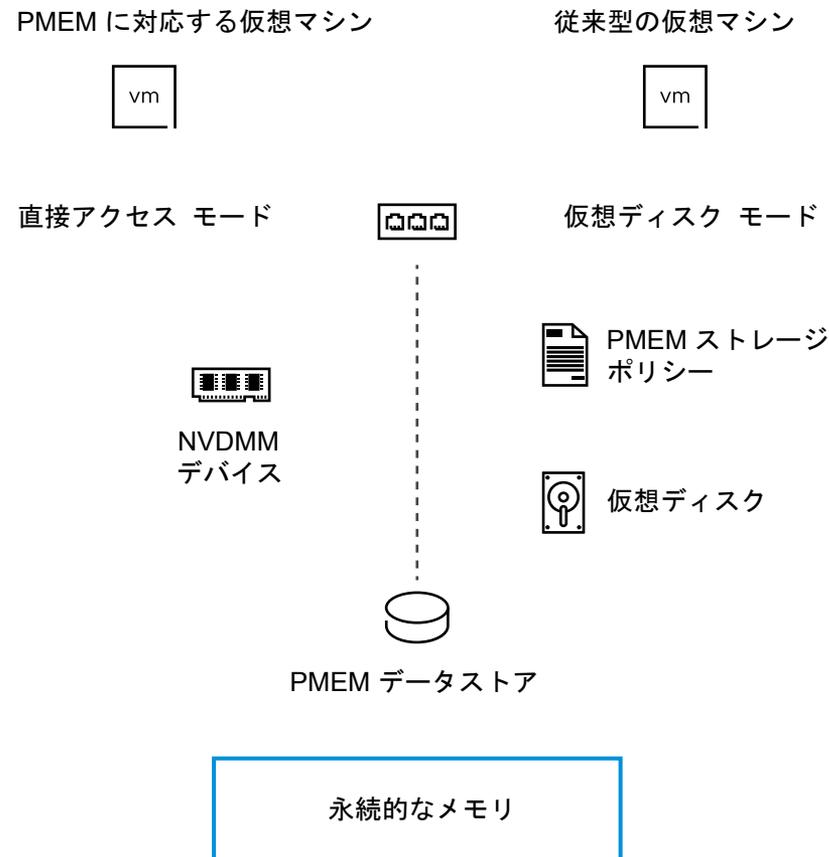 PMEM に対応する仮想マシン
従来型の仮想マシン
vm
vm
直接アクセス モード
仮想ディスク モード
PMEM ストレージ
ポリシー
NVDMM
デバイス
仮想ディスク
PMEM データストア
永続的なメモリ